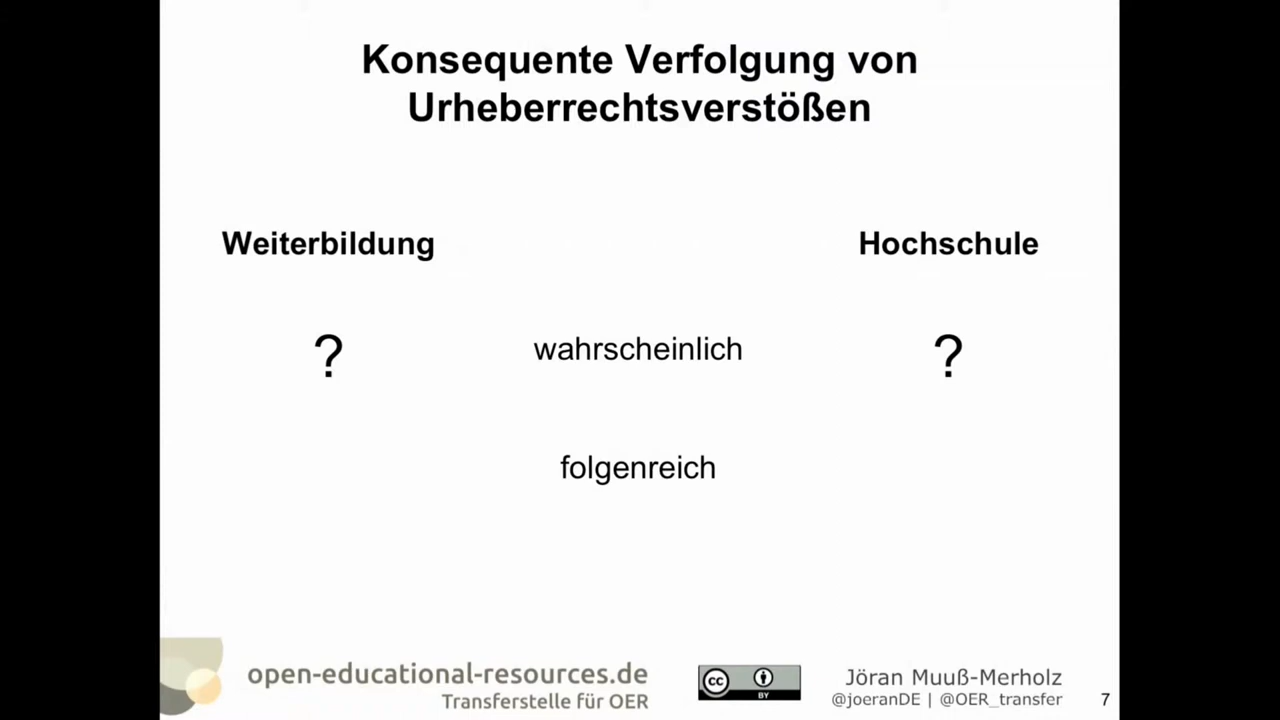 Konsequente Verfolgung von
Urheberrechtsverstößen
Weiterbildung
Hochschule
?
wahrscheinlich
?
folgenreich
open-educational-resources.de
Transferstelle für OER
cc
BY
Jöran Muuß-Merholz
@joeranDE | @OER_transfer
7